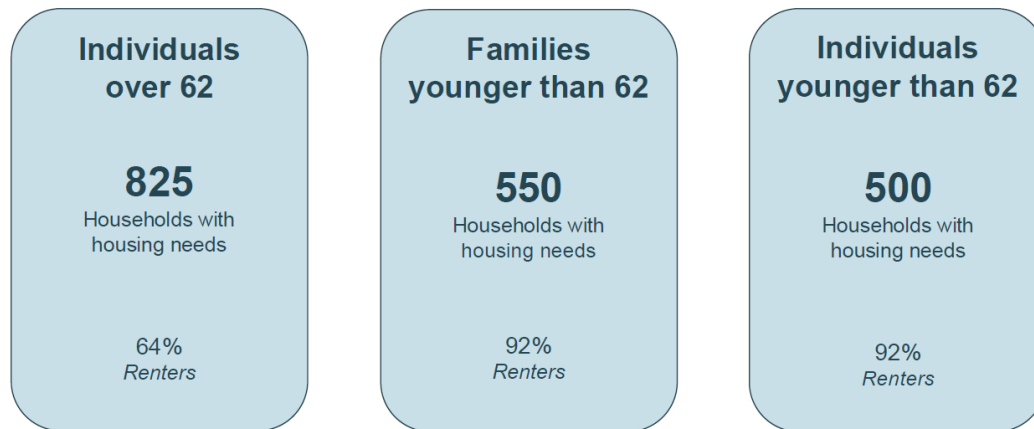 Individuals
over 62
825
Households with
housing needs
64%
Renters
Families
younger than 62
550
Households with
housing needs
92%
Renters
Individuals
younger than 62
500
Households with
housing needs
92%
Renters